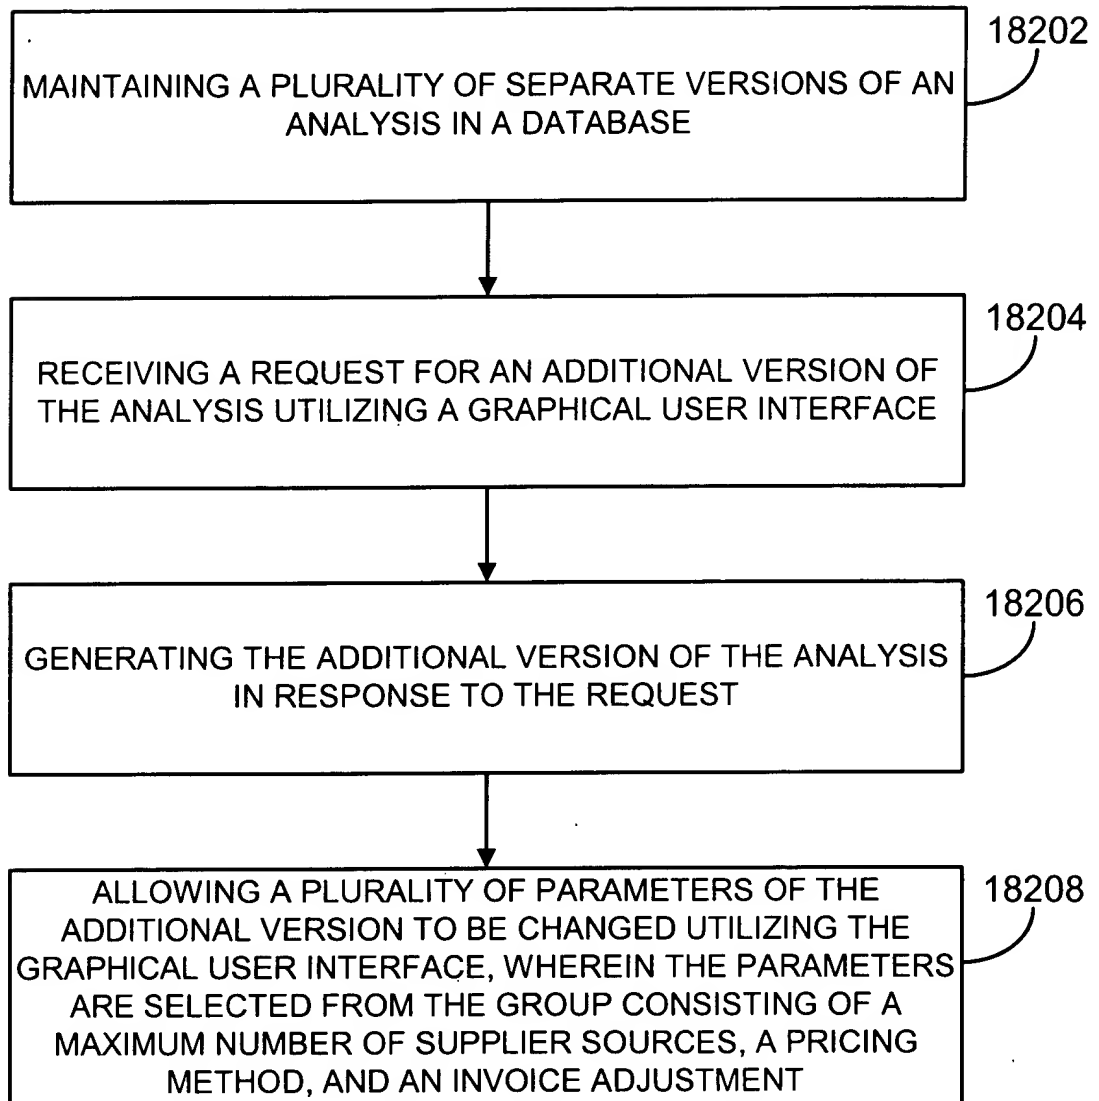 18202
MAINTAINING A PLURALITY OF SEPARATE VERSIONS OF AN
ANALYSIS IN A DATABASE
18204
RECEIVING A REQUEST FOR AN ADDITIONAL VERSION OF
THE ANALYSIS UTILIZING A GRAPHICAL USER INTERFACE
18206
GENERATING THE ADDITIONAL VERSION OF THE ANALYSIS
IN RESPONSE TO THE REQUEST
18208
ALLOWING A PLURALITY OF PARAMETERS OF THE
ADDITIONAL VERSION TO BE CHANGED UTILIZING THE
GRAPHICAL USER INTERFACE, WHEREIN THE PARAMETERS
ARE SELECTED FROM THE GROUP CONSISTING OF A
MAXIMUM NUMBER OF SUPPLIER SOURCES, A PRICING
METHOD, AND AN INVOICE ADJUSTMENT